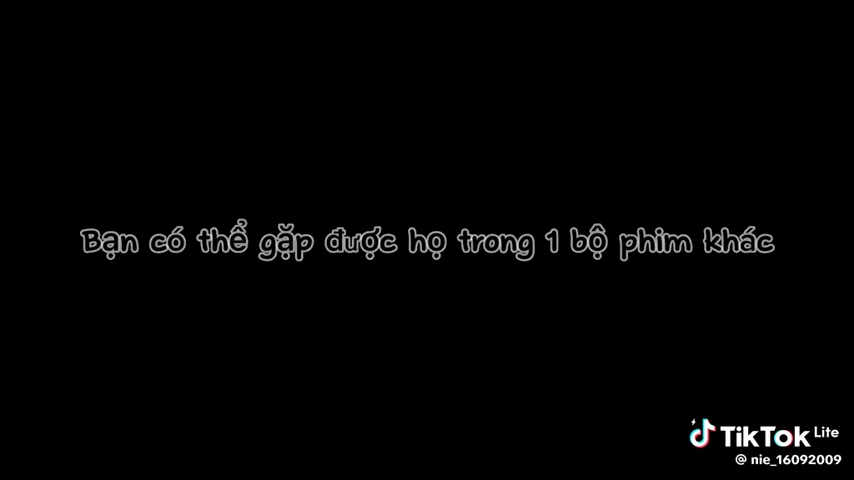 Bạn có thể gặp được họ trong 1 bộ phim khác
TikTok Lite
@ nie_16092009